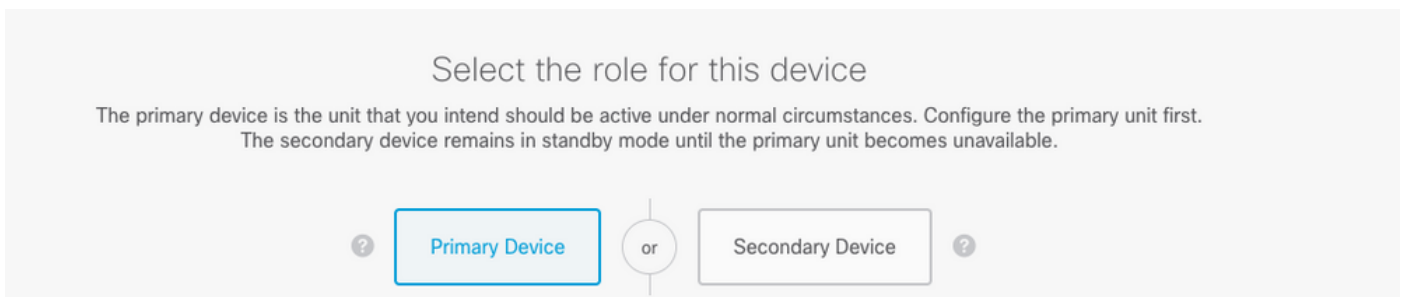 Select the role for this device
The primary device is the unit that you intend should be active under normal circumstances. Configure the primary unit first.
The secondary device remains in standby mode until the primary unit becomes unavailable.
? Primary Device or Secondary Device ?